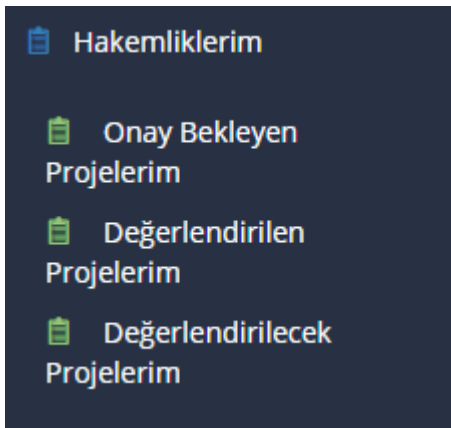 Hakemliklerim
Onay Bekleyen
Projelerim
Değerlendirilen
Projelerim
Değerlendirilecek
Projelerim